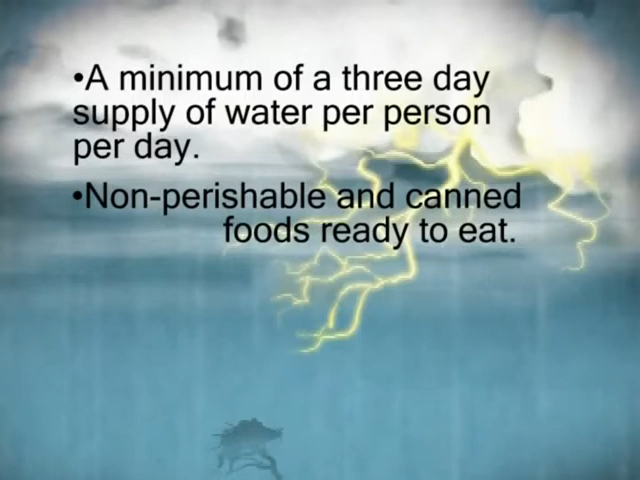 •A minimum of a three day
supply of water per person
per day.
•Non-perishable and canned
foods ready to eat.